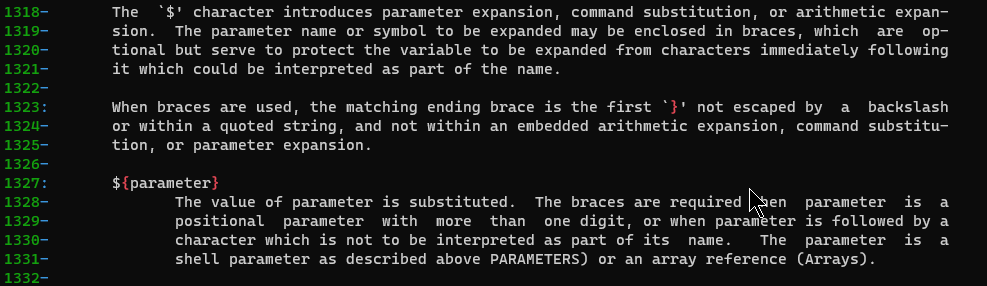 1318-       The  `$' character introduces parameter expansion, command substitution, or arithmetic expan-
1319-       sion.  The parameter name or symbol to be expanded may be enclosed in braces, which  are  op-
1320-       tional but serve to protect the variable to be expanded from characters immediately following
1321-       it which could be interpreted as part of the name.
1322-
1323:       When braces are used, the matching ending brace is the first `}' not escaped by  a  backslash
1324-       or within a quoted string, and not within an embedded arithmetic expansion, command substitu-
1325-       tion, or parameter expansion.
1326-
1327:       ${parameter}
1328-              The value of parameter is substituted.  The braces are required  hen  parameter  is  a
1329-              positional  parameter  with  more  than  one digit, or when parameter is followed by a
1330-              character which is not to be interpreted as part of its  name.   The  parameter  is  a
1331-              shell parameter as described above PARAMETERS) or an array reference (Arrays).
1332-